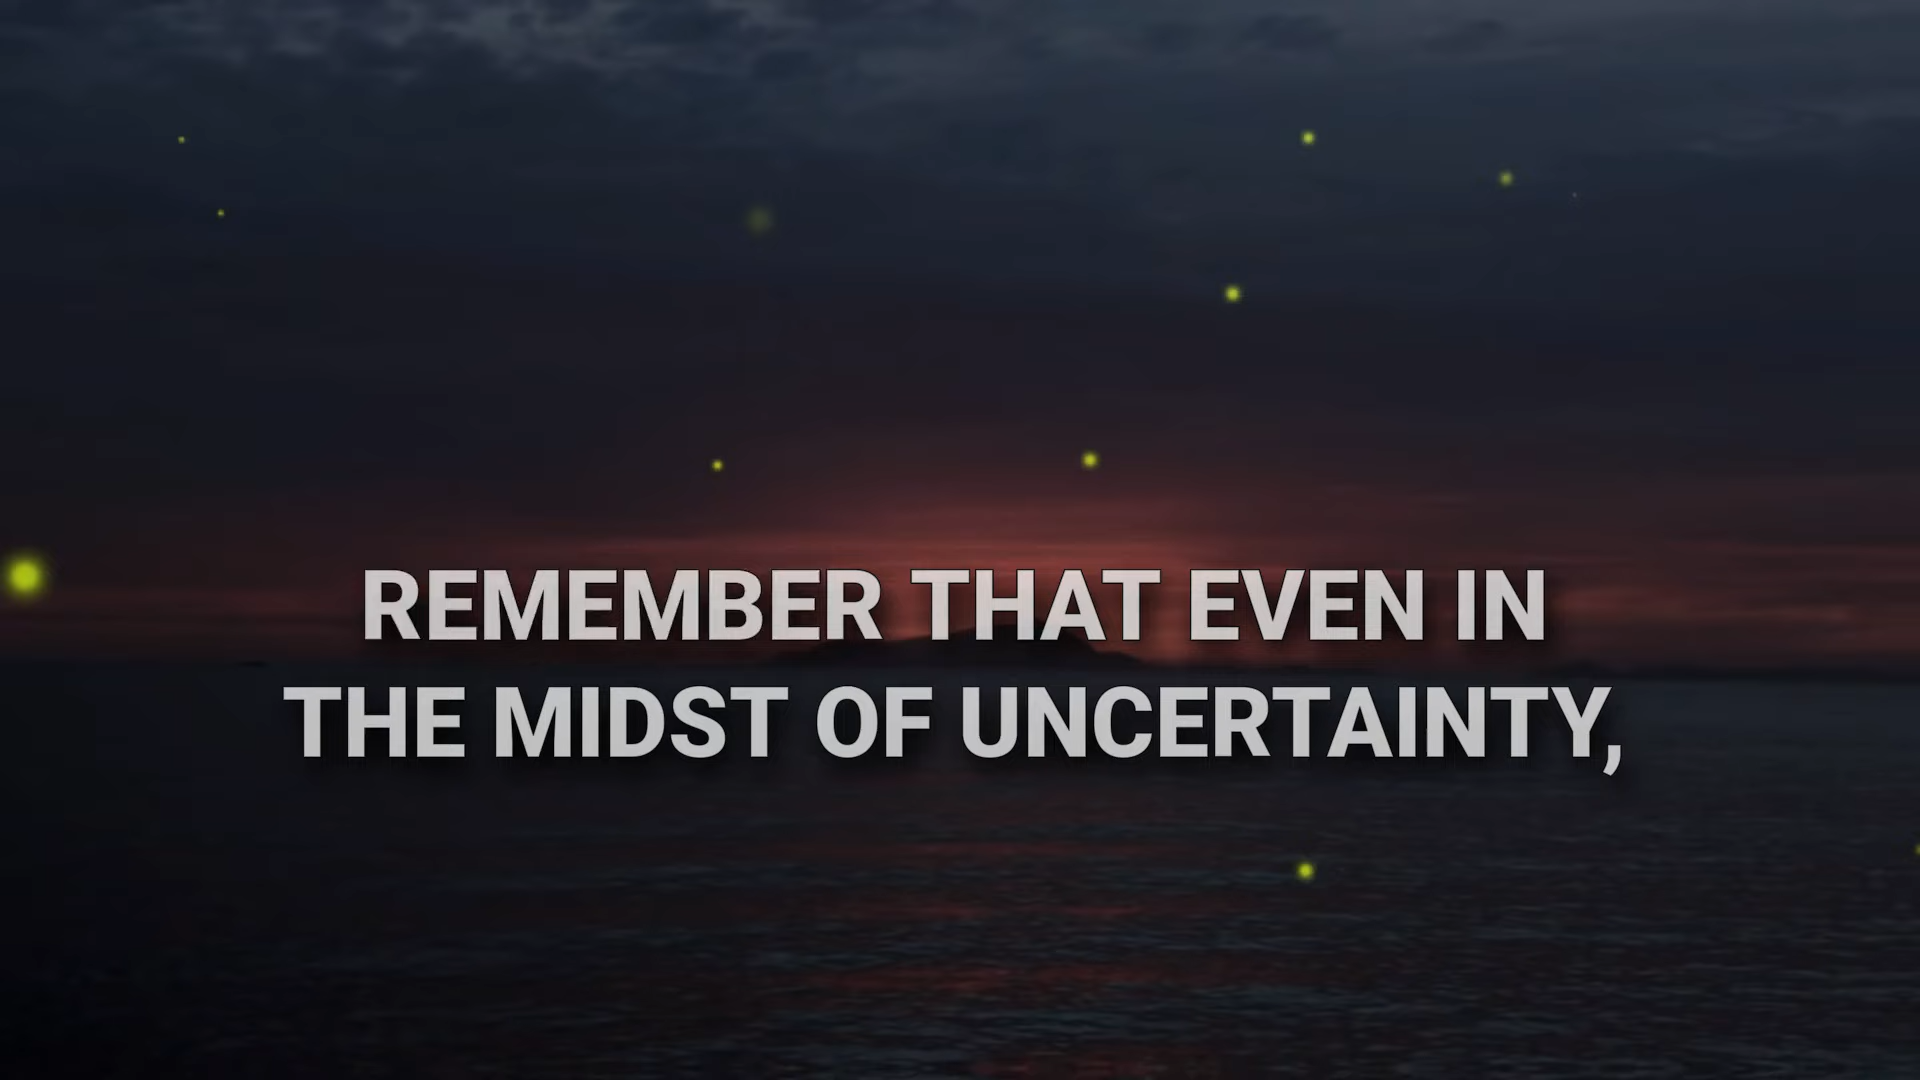 REMEMBER THAT EVEN IN
THE MIDST OF UNCERTAINTY,